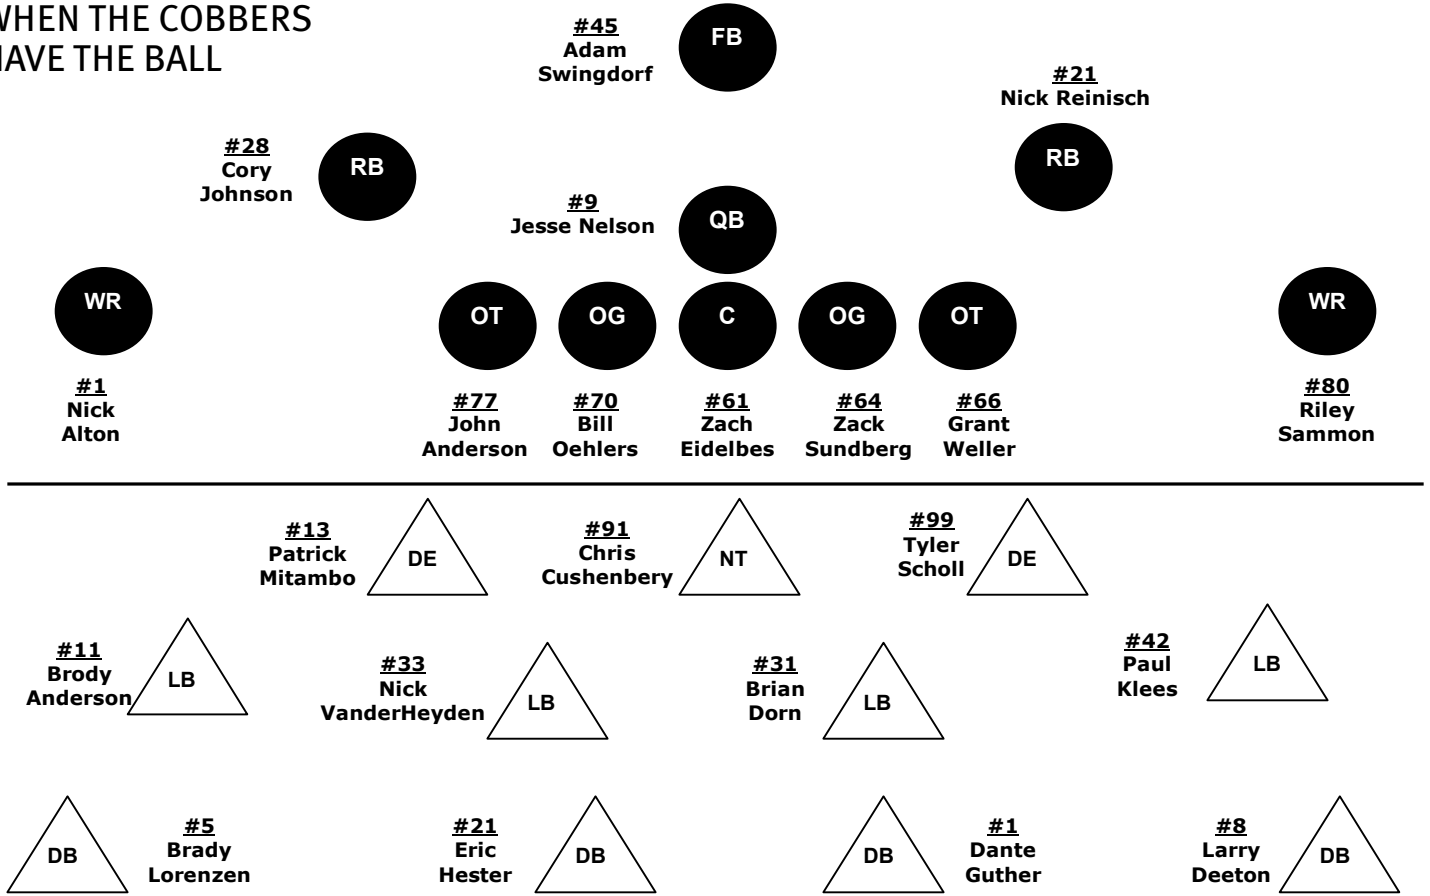 WHEN THE COBBERS
HAVE THE BALL
#45
Adam
Swingdorf
FB
#21
Nick Reinisch
#28
Cory
Johnson
RB
RB
#9
Jesse Nelson
QB
WR
OT
OG
C
OG
OT
WR
#1
Nick
Alton
#77
John
Anderson
#70
Bill
Oehlers
#61
Zach
Eidelbes
#64
Zack
Sundberg
#66
Grant
Weller
#80
Riley
Sammon
#13
Patrick
Mitambo
DE
#91
Chris
Cushenbery
NT
#99
Tyler
Scholl
DE
#11
Brody
Anderson
LB
#33
Nick
VanderHeyden
LB
#31
Brian
Dorn
LB
#42
Paul
Klees
LB
DB
#5
Brady
Lorenzen
#21
Eric
Hester
DB
DB
#1
Dante
Guther
#8
Larry
Deeton
DB